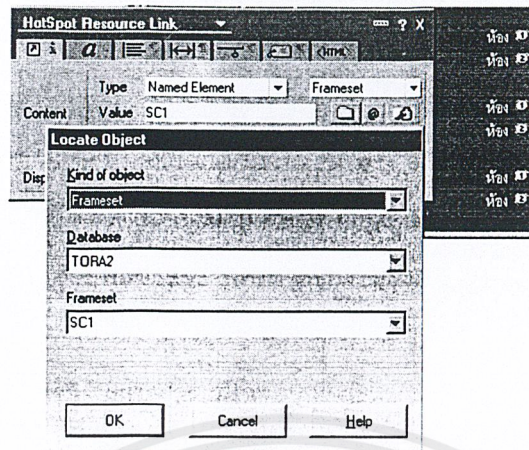 HotSpot Resource Link
? X
i a <HTML>
Type Named Element Frameset
Content Value SC1 @
Locate Object
Disp
Kind of object
Frameset
Database
TORA2
Frameset
SC1
OK Cancel Help
ห้อง
ห้อง
ห้อง
ห้อง
ห้อง
ห้อง